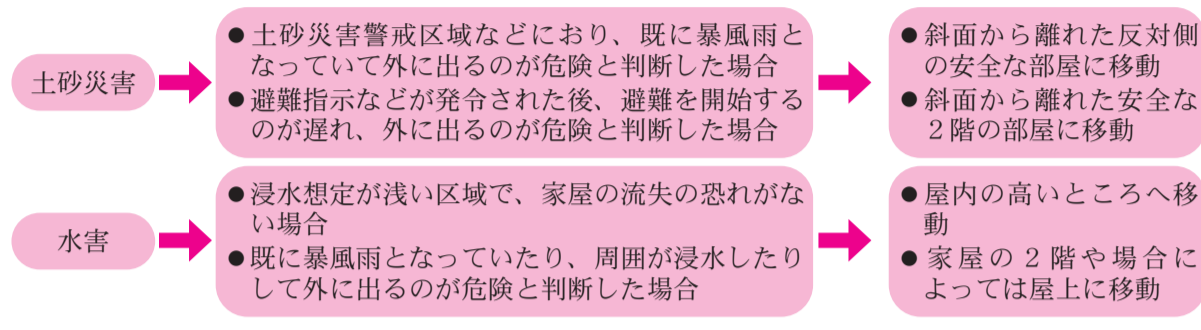 土砂災害
●土砂災害警戒区域などにおり、既に暴風雨と
なっていて外に出るのが危険と判断した場合
●避難指示などが発令された後、避難を開始する
のが遅れ、外に出るのが危険と判断した場合
●斜面から離れた反対側
の安全な部屋に移動
●斜面から離れた安全な
２階の部屋に移動
水害
●浸水想定が浅い区域で、家屋の流失の恐れがな
い場合
●既に暴風雨となっていたり、周囲が浸水したり
して外に出るのが危険と判断した場合
●屋内の高いところへ移
動
●家屋の２階や場合に
よっては屋上に移動